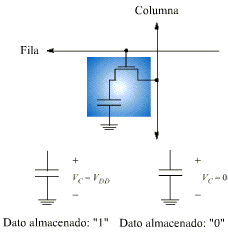 Columna
Fila
+ +
V_C = V_DD V_C = 0
− −
Dato almacenado: "1" Dato almacenado: "0"